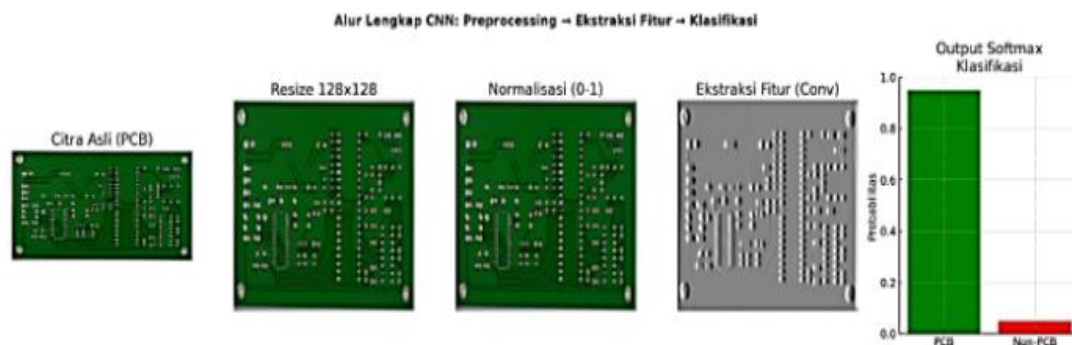 Alur Lengkap CNN: Preprocessing → Ekstraksi Fitur → Klasifikasi
Citra Asli (PCB)
Resize 128x128
Normalisasi (0-1)
Ekstraksi Fitur (Conv)
Output Softmax
Klasifikasi
Probabilitas
1.0
0.8
0.6
0.4
0.2
0.0
PCB
Non-PCB